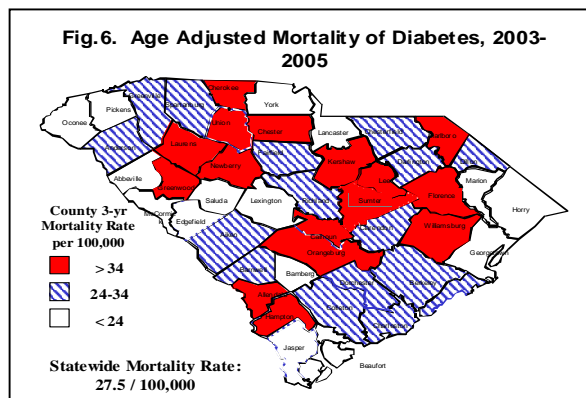 Fig.6. Age Adjusted Mortality of Diabetes, 2003-
2005
Cherokee
Greenville
Spartanburg
York
Pickens
Oconee
Union
Chester
Lancaster
Chesterfield
Marlboro
Anderson
Laurens
Fairfield
Kershaw
Darlington
Dillon
Newberry
Lee
Marion
Abbeville
Greenwood
Florence
Saluda
Lexington
Richland
Sumter
Horry
Edgefield
Calhoun
Clarendon
Williamsburg
Aiken
Orangeburg
Georgetown
Barnwell
Bamberg
Dorchester
Berkeley
Allendale
Colleton
Hampton
Charleston
Jasper
Beaufort
County 3-yr
Mortality Rate
per 100,000
> 34
24-34
< 24
Statewide Mortality Rate:
27.5 / 100,000